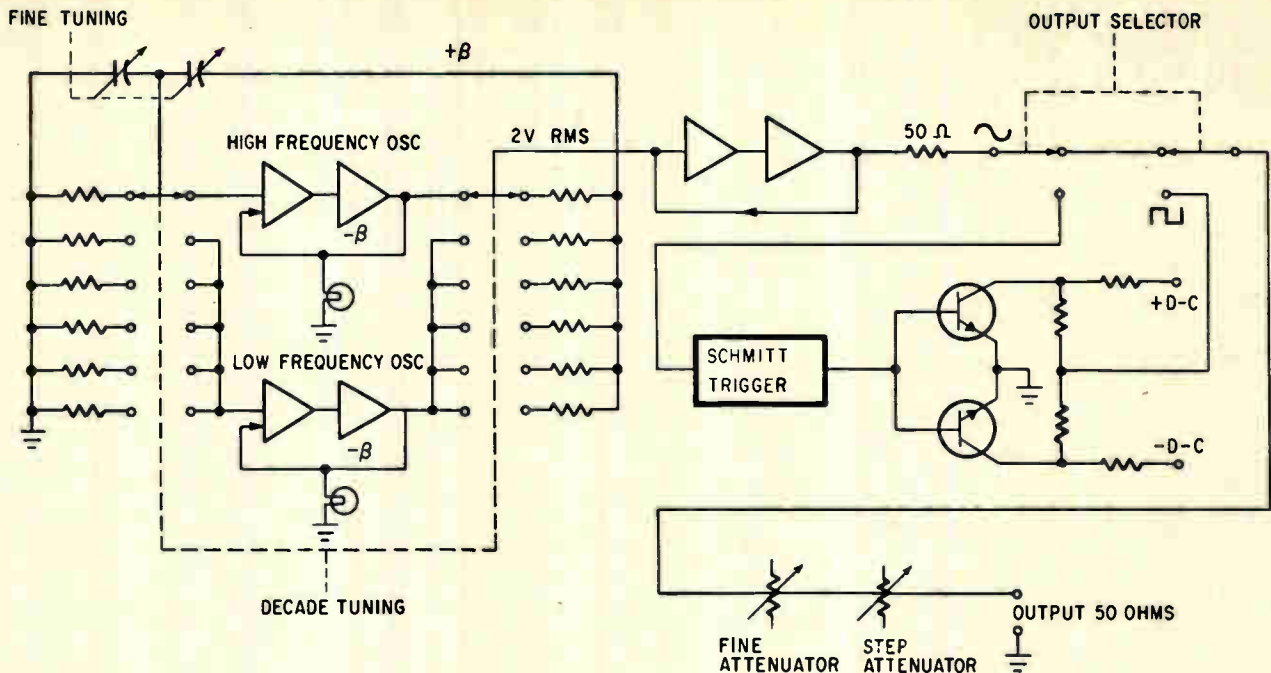 FINE TUNING
OUTPUT SELECTOR
+β
HIGH FREQUENCY OSC
2V RMS
50 Ω
-β
+D-C
LOW FREQUENCY OSC
SCHMITT
TRIGGER
-β
-D-C
DECADE TUNING
OUTPUT 50 OHMS
FINE
ATTENUATOR
STEP
ATTENUATOR